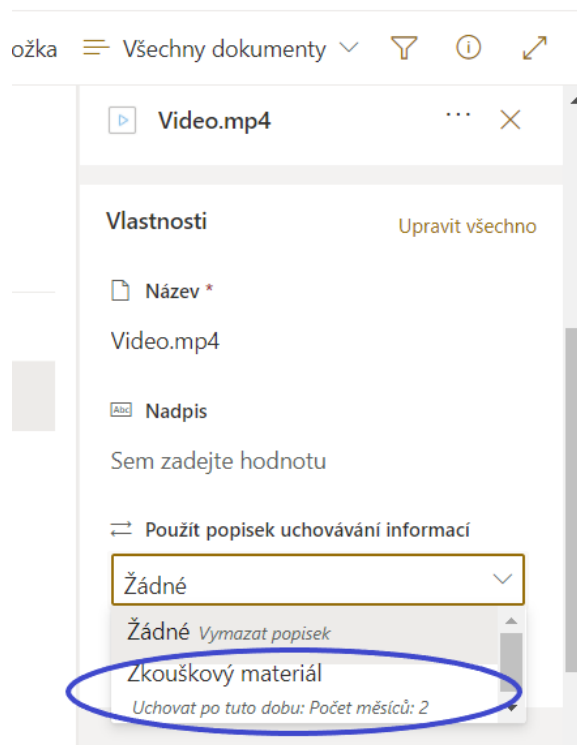 ožka Všechny dokumenty
Video.mp4 ...
Vlastnosti
Upravit všechno
Název *
Video.mp4
Abc Nadpis
Sem zadejte hodnotu
Použít popisek uchovávání informací
Žádné
Žádné Vymazat popisek
Zkouškový materiál
Uchovat po tuto dobu: Počet měsíců: 2